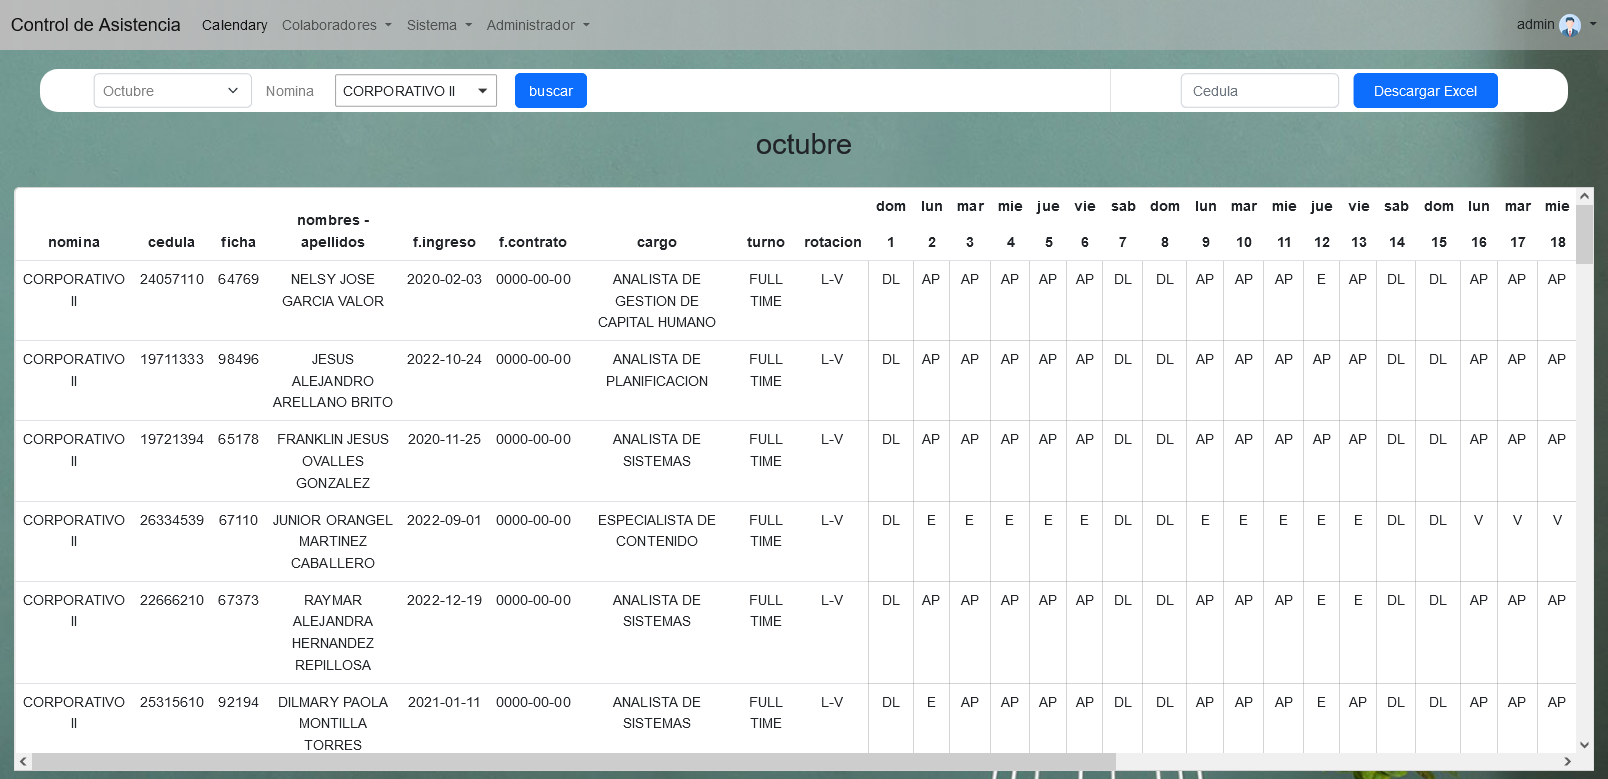 Control de Asistencia Calendary Colaboradores Sistema Administrador admin
Octubre Nomina CORPORATIVO II buscar Cedula Descargar Excel
octubre
dom lun mar mie jue vie sab dom lun mar mie jue vie sab dom lun mar mie
nombres -
nomina cedula ficha apellidos f.ingreso f.contrato cargo turno rotacion 1 2 3 4 5 6 7 8 9 10 11 12 13 14 15 16 17 18
CORPORATIVO 24057110 64769 NELSY JOSE 2020-02-03 0000-00-00 ANALISTA DE FULL L-V DL AP AP AP AP AP DL DL AP AP AP E AP DL DL AP AP AP
II GARCIA VALOR GESTION DE TIME
CAPITAL HUMANO
CORPORATIVO 19711333 98496 JESUS 2022-10-24 0000-00-00 ANALISTA DE FULL L-V DL AP AP AP AP AP DL DL AP AP AP AP AP DL DL AP AP AP
II ALEJANDRO PLANIFICACION TIME
ARELLANO BRITO
CORPORATIVO 19721394 65178 FRANKLIN JESUS 2020-11-25 0000-00-00 ANALISTA DE FULL L-V DL AP AP AP AP AP DL DL AP AP AP AP AP DL DL AP AP AP
II OVALLES SISTEMAS TIME
GONZALEZ
CORPORATIVO 26334539 67110 JUNIOR ORANGEL 2022-09-01 0000-00-00 ESPECIALISTA DE FULL L-V DL E E E E E DL DL E E E E E DL DL V V V
II MARTINEZ CONTENIDO TIME
CABALLERO
CORPORATIVO 22666210 67373 RAYMAR 2022-12-19 0000-00-00 ANALISTA DE FULL L-V DL AP AP AP AP AP DL DL AP AP AP E E DL DL AP AP AP
II ALEJANDRA SISTEMAS TIME
HERNANDEZ
REPILLOSA
CORPORATIVO 25315610 92194 DILMARY PAOLA 2021-01-11 0000-00-00 ANALISTA DE FULL L-V DL E AP AP AP AP DL DL AP AP AP E AP DL DL AP AP AP
II MONTILLA SISTEMAS TIME
TORRES